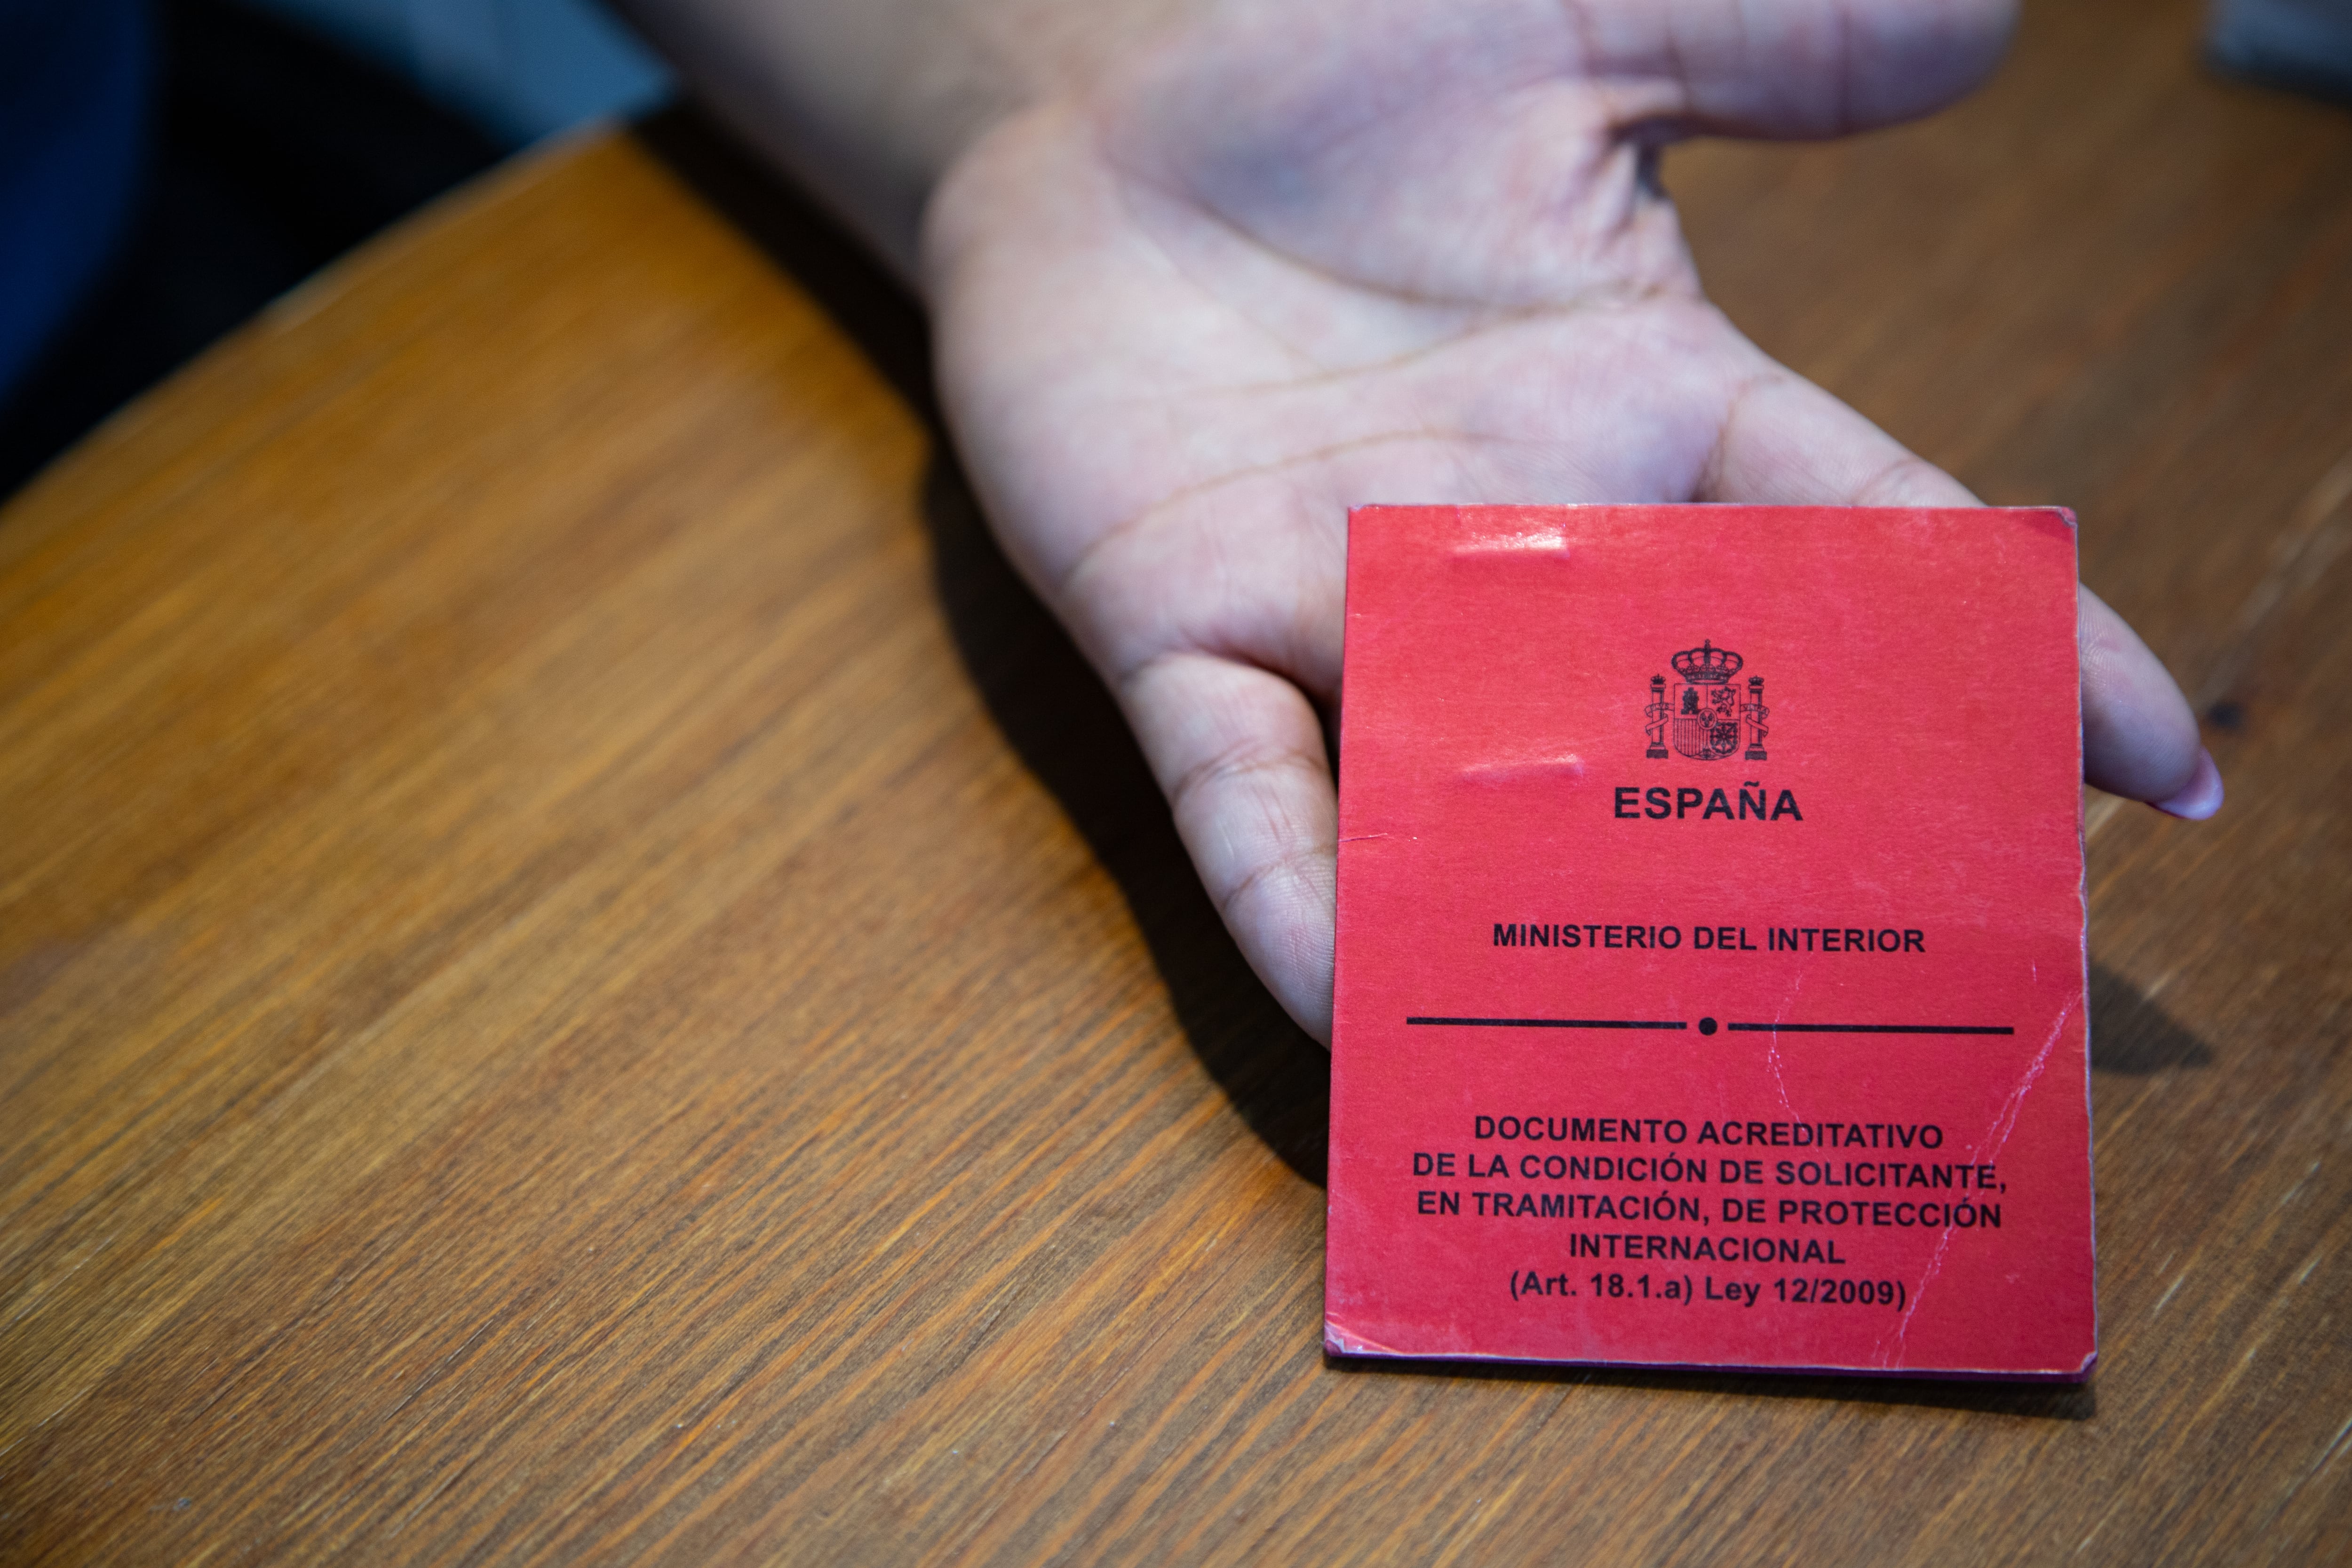 ESPAÑA
MINISTERIO DEL INTERIOR
DOCUMENTO ACREDITATIVO
DE LA CONDICIÓN DE SOLICITANTE,
EN TRAMITACIÓN, DE PROTECCIÓN
INTERNACIONAL
(Art. 18.1.a) Ley 12/2009)